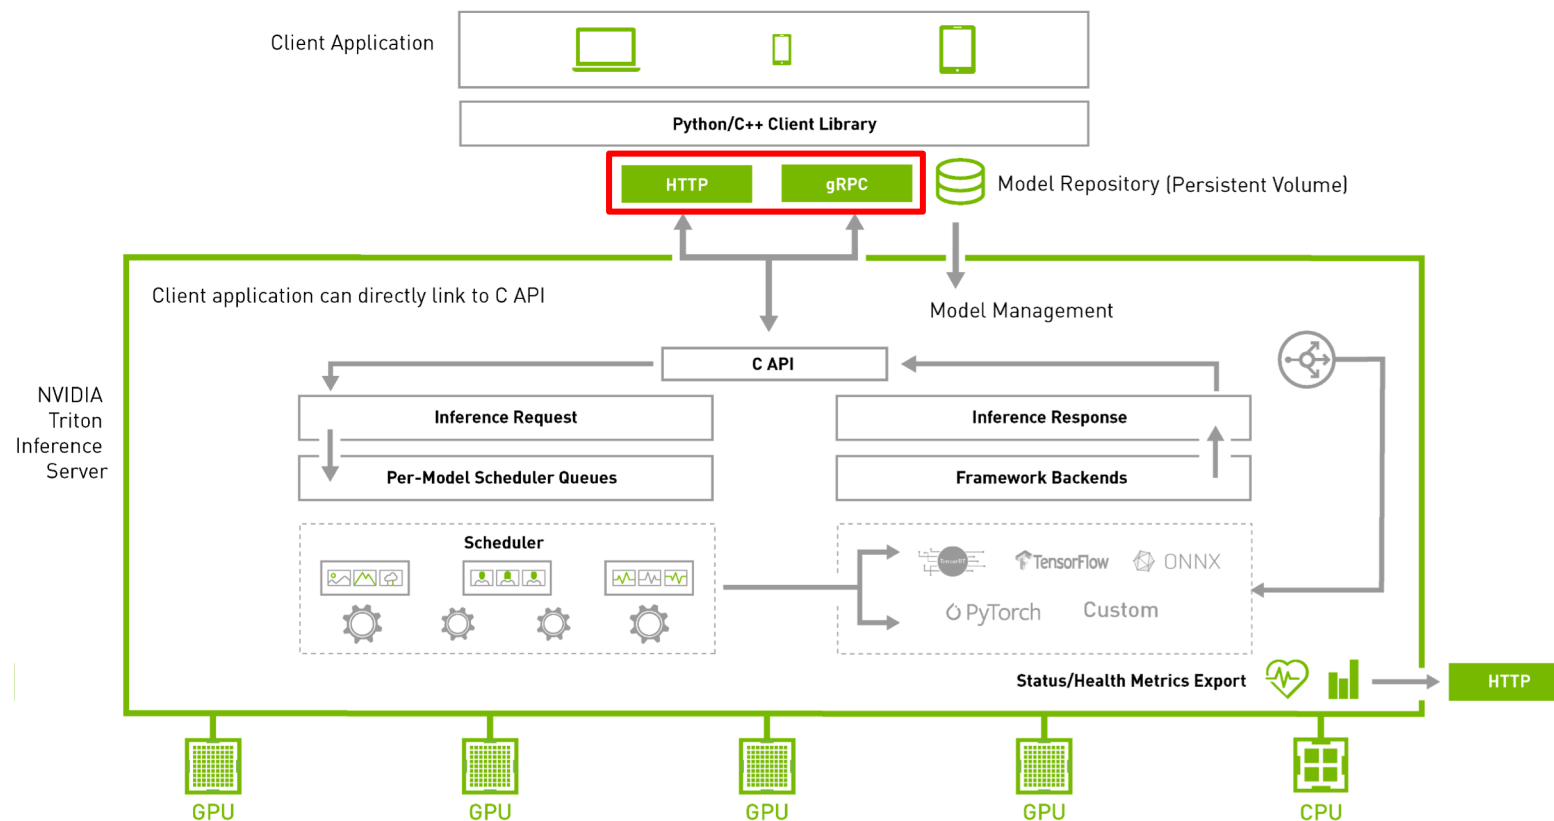 Client Application
Python/C++ Client Library
HTTP
gRPC
Model Repository (Persistent Volume)
Client application can directly link to C API
Model Management
C API
NVIDIA
Triton
Inference
Server
Inference Request
Inference Response
Per-Model Scheduler Queues
Framework Backends
Scheduler
TensorRT
TensorFlow
ONNX
PyTorch
Custom
Status/Health Metrics Export
HTTP
GPU
GPU
GPU
GPU
CPU